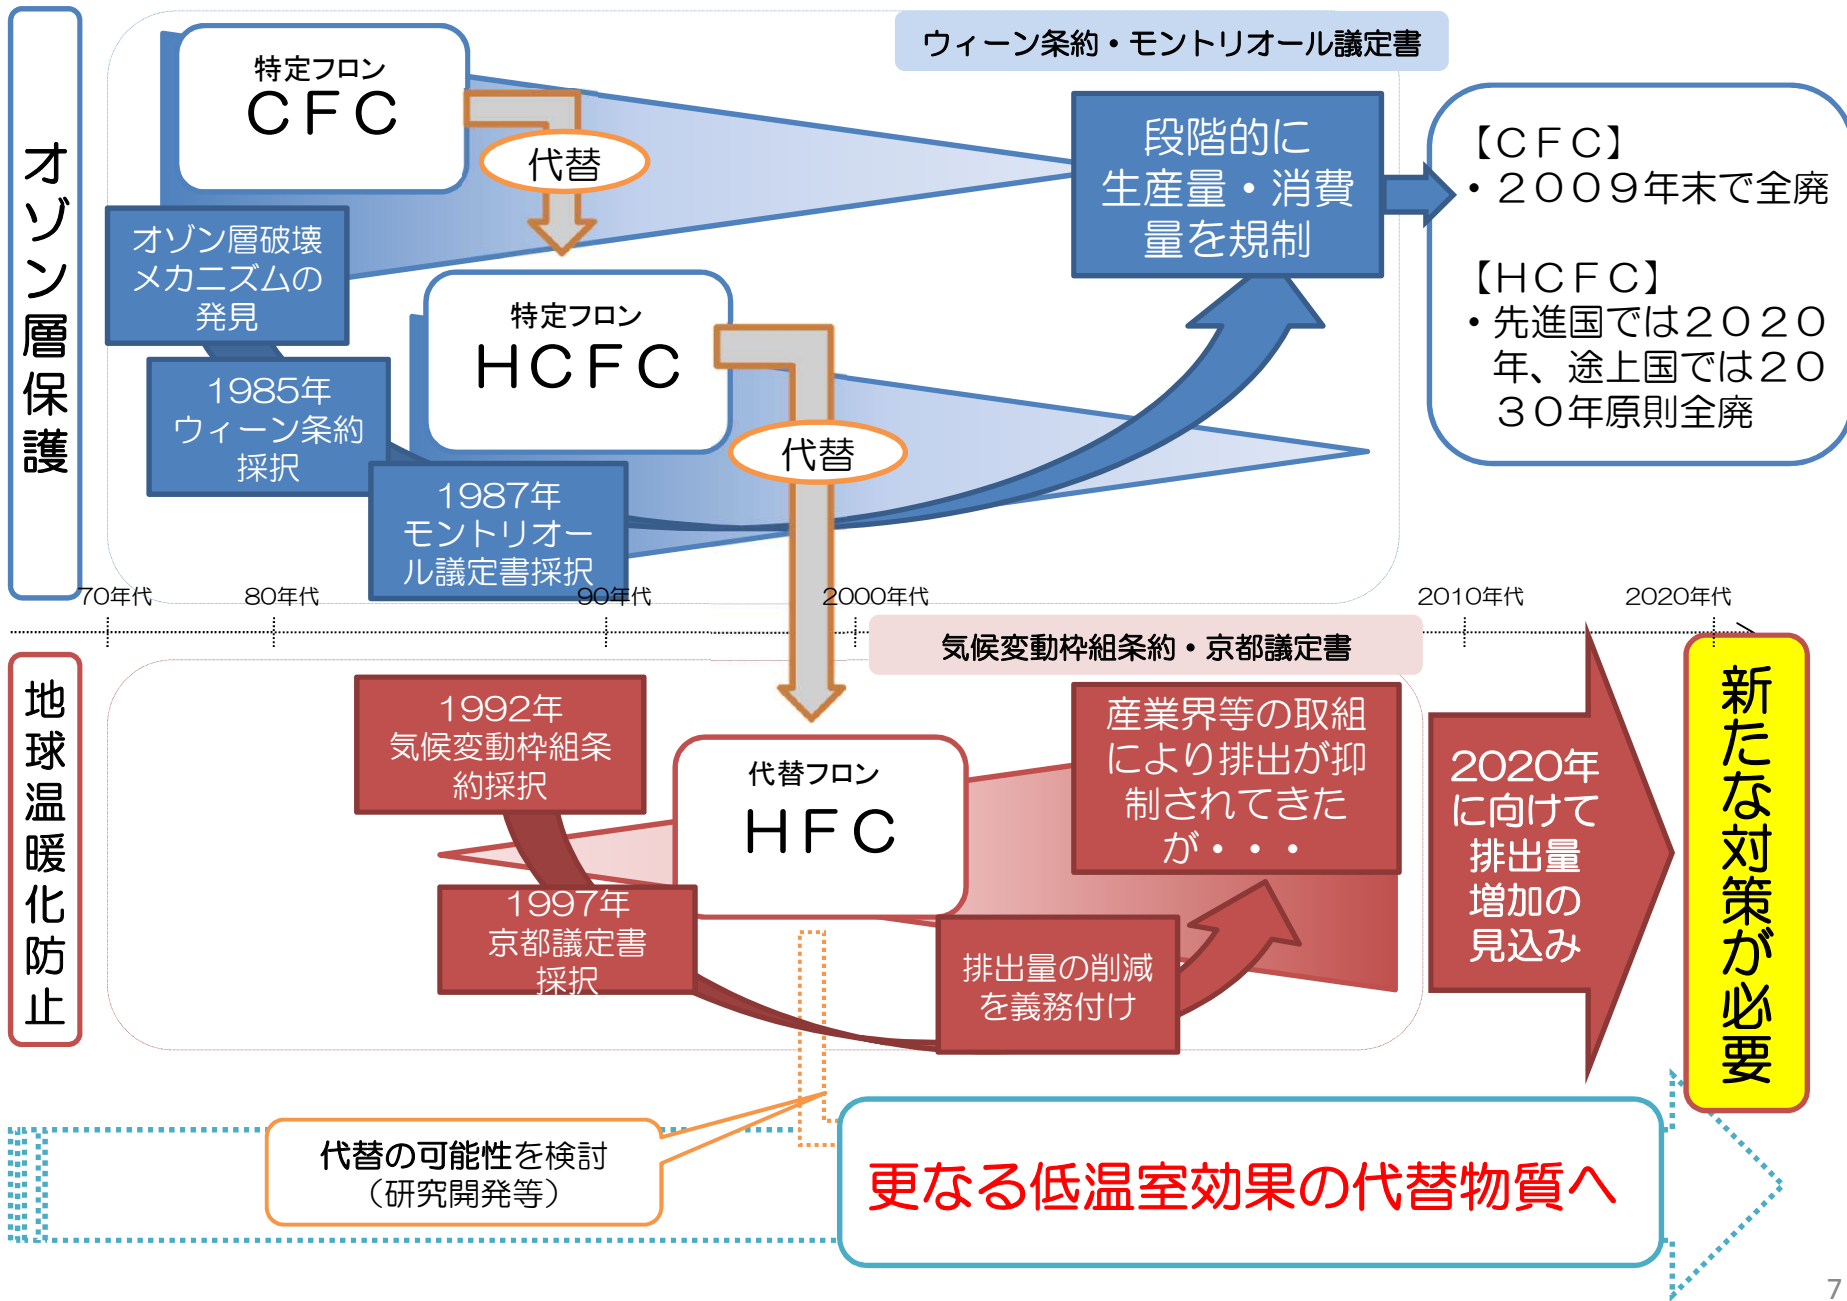 オゾン層保護
ウィーン条約・モントリオール議定書
特定フロン
ＣＦＣ
代替
オゾン層破壊
メカニズムの
発見
1985年
ウィーン条約
採択
1987年
モントリオー
ル議定書採択
特定フロン
ＨＣＦＣ
代替
段階的に
生産量・消費
量を規制
【ＣＦＣ】
・２００９年末で全廃
【ＨＣＦＣ】
・先進国では２０２０
年、途上国では２０
３０年原則全廃
70年代
80年代
90年代
2000年代
2010年代
2020年代
地球温暖化防止
気候変動枠組条約・京都議定書
1992年
気候変動枠組条
約採択
1997年
京都議定書
採択
代替フロン
ＨＦＣ
排出量の削減
を義務付け
産業界等の取組
により排出が抑
制されてきた
が・・・
2020年
に向けて
排出量
増加の
見込み
新たな対策が必要
代替の可能性を検討
（研究開発等）
更なる低温室効果の代替物質へ
7